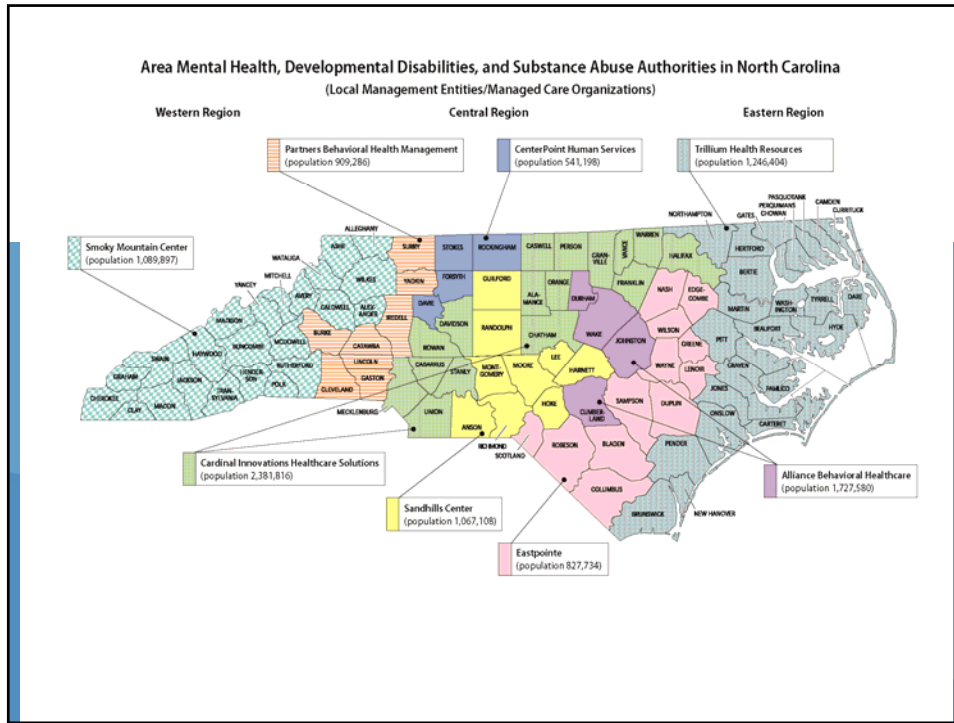 Area Mental Health, Developmental Disabilities, and Substance Abuse Authorities in North Carolina
(Local Management Entities/Managed Care Organizations)
Western Region
Central Region
Eastern Region
Partners Behavioral Health Management
(population 909,286)
CenterPoint Human Services
(population 541,198)
Trillium Health Resources
(population 1,246,404)
Smoky Mountain Center
(population 1,089,897)
PASQUOTANK
PERQUIMANS
CAMDEN
GATES
CHOWAN
CURRITUCK
NORTHAMPTON
ALLEGHANY
ASHE
SURRY
STOKES
ROCKINGHAM
CASWELL
PERSON
GRAN-
VILLE
VANCE
WARREN
HALIFAX
HERTFORD
WATAUGA
WILKES
YADKIN
FORSYTH
GUILFORD
ORANGE
DURHAM
FRANKLIN
NASH
EDGE-
COMBE
BERTIE
MITCHELL
YANCEY
AVERY
CALDWELL
ALEX-
ANDER
IREDELL
DAVIE
ALA-
MANCE
MARTIN
WASH-
INGTON
TYRRELL
DARE
MADISON
BURKE
CATAWBA
DAVIDSON
RANDOLPH
CHATHAM
WAKE
JOHNSTON
WILSON
GREENE
PITT
BEAUFORT
HYDE
SWAIN
HAYWOOD
BUNCOMBE
MCDOWELL
ROWAN
LINCOLN
CABARRUS
STANLY
MONT-
GOMERY
MOORE
LEE
HARNETT
WAYNE
LENOIR
CRAVEN
PAMLICO
GRAHAM
JACKSON
HENDER-
SON
RUTHERFORD
POLK
CLEVELAND
GASTON
CHEROKEE
CLAY
MACON
TRAN-
SYLVANIA
MECKLENBURG
UNION
ANSON
RICHMOND
SCOTLAND
HOKE
CUMBER-
LAND
SAMPSON
DUPLIN
JONES
ONSLOW
CARTERET
ROBESON
BLADEN
PENDER
COLUMBUS
BRUNSWICK
NEW HANOVER
Cardinal Innovations Healthcare Solutions
(population 2,381,816)
Alliance Behavioral Healthcare
(population 1,727,580)
Sandhills Center
(population 1,067,108)
Eastpointe
(population 827,734)